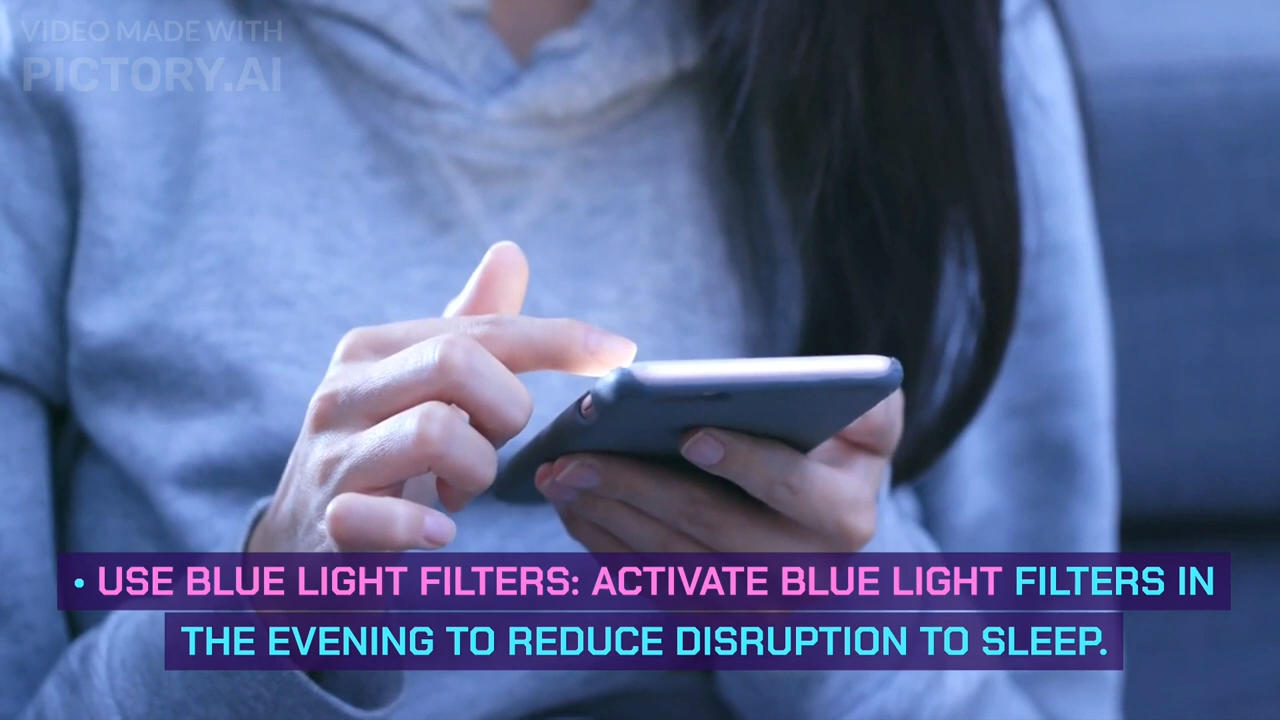 VIDEO MADE WITH
PICTORY.AI
• USE BLUE LIGHT FILTERS: ACTIVATE BLUE LIGHT FILTERS IN
THE EVENING TO REDUCE DISRUPTION TO SLEEP.